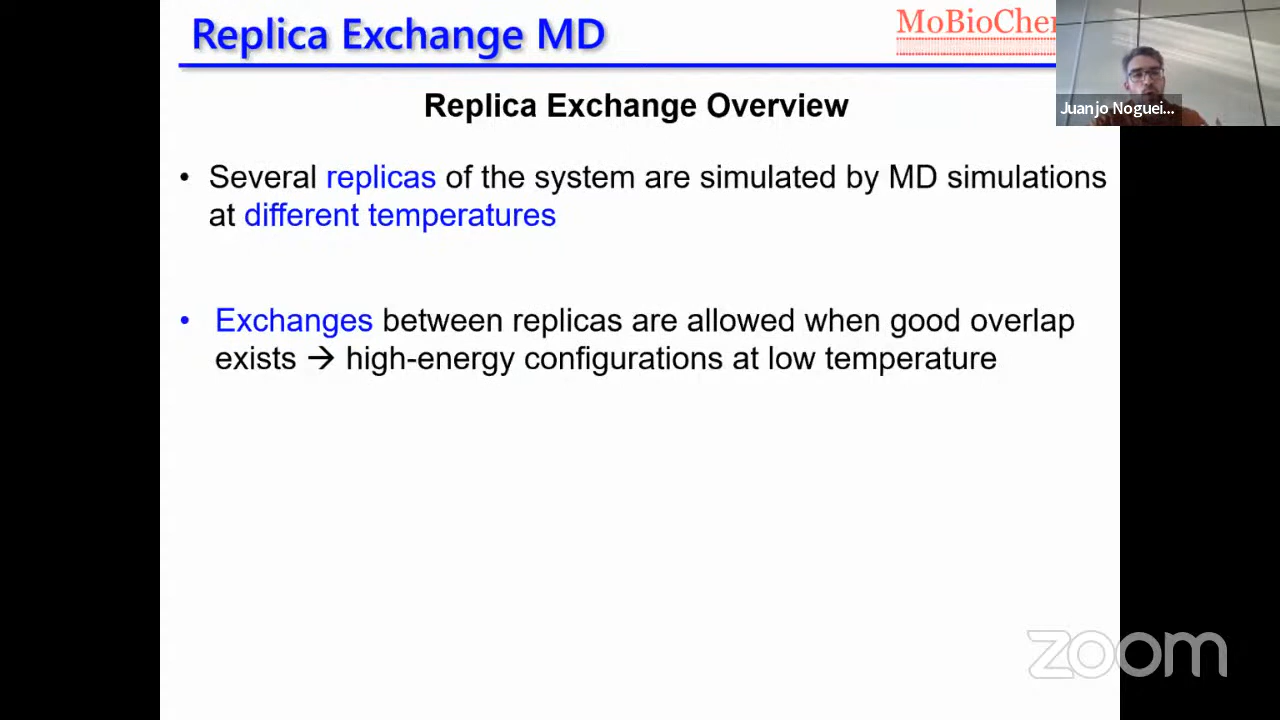 Replica Exchange MD
MoBioChem
Juanjo Noguei...
Replica Exchange Overview
• Several replicas of the system are simulated by MD simulations
at different temperatures
• Exchanges between replicas are allowed when good overlap
exists → high-energy configurations at low temperature
zoom